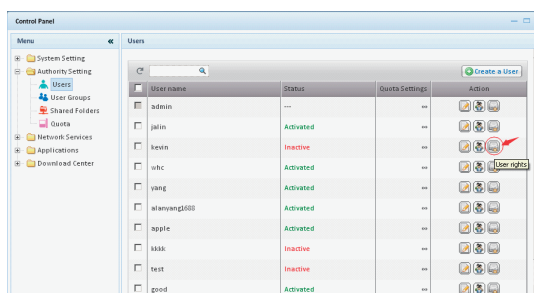 Control Panel
Menu «
Users
System Setting
Authority Setting
Users
User Groups
Shared Folders
Quota
Network Services
Applications
Download Center
Create a User
User name Status Quota Settings Action
admin --- ∞
jalin Activated ∞
kevin Inactive ∞
User rights
whc Activated ∞
yang Activated ∞
alanyang1688 Activated ∞
apple Activated ∞
kkkk Inactive ∞
test Inactive ∞
good Activated ∞